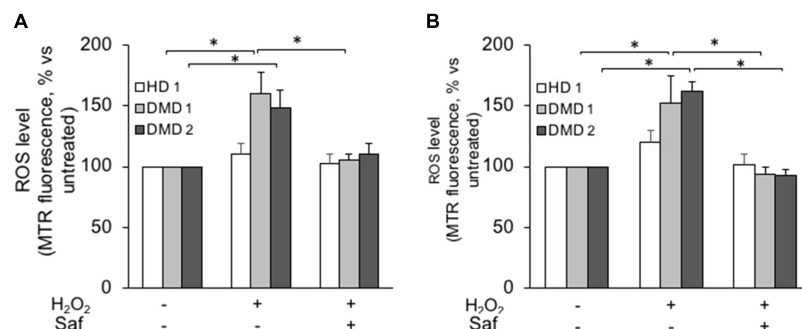 A
ROS level
(MTR fluorescence, % vs
untreated)
200
150
100
50
0
HD 1
DMD 1
DMD 2
* *
*
H₂O₂ - + +
Saf - - +
B
ROS level
(MTR fluorescence, % vs
untreated)
200
150
100
50
0
HD 1
DMD 1
DMD 2
* *
* *
H₂O₂ - + +
Saf - - +